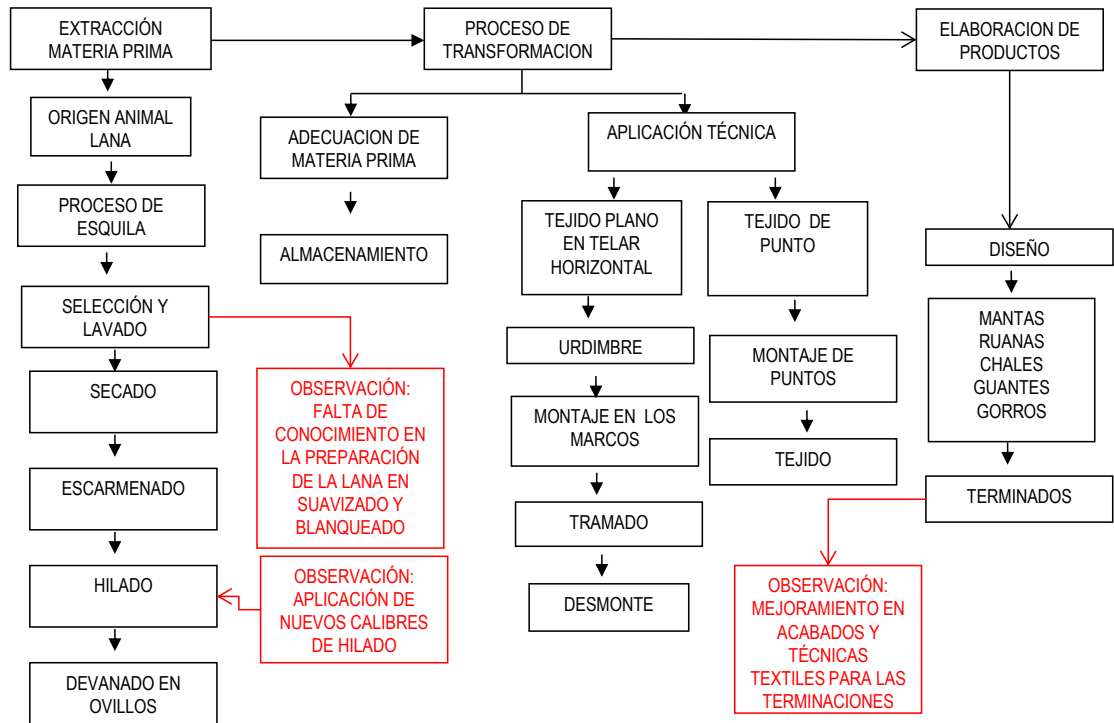 EXTRACCIÓN
MATERIA PRIMA
PROCESO DE
TRANSFORMACION
ELABORACION DE
PRODUCTOS
ORIGEN ANIMAL
LANA
PROCESO DE
ESQUILA
SELECCIÓN Y
LAVADO
SECADO
ESCARMENADO
HILADO
DEVANADO EN
OVILLOS
OBSERVACIÓN:
FALTA DE
CONOCIMIENTO EN
LA PREPARACIÓN
DE LA LANA EN
SUAVIZADO Y
BLANQUEADO
OBSERVACIÓN:
APLICACIÓN DE
NUEVOS CALIBRES
DE HILADO
ADECUACION DE
MATERIA PRIMA
ALMACENAMIENTO
APLICACIÓN TÉCNICA
TEJIDO PLANO
EN TELAR
HORIZONTAL
URDIMBRE
MONTAJE EN LOS
MARCOS
TRAMADO
DESMONTE
TEJIDO DE
PUNTO
MONTAJE DE
PUNTOS
TEJIDO
DISEÑO
MANTAS
RUANAS
CHALES
GUANTES
GORROS
TERMINADOS
OBSERVACIÓN:
MEJORAMIENTO EN
ACABADOS Y
TÉCNICAS
TEXTILES PARA LAS
TERMINACIONES